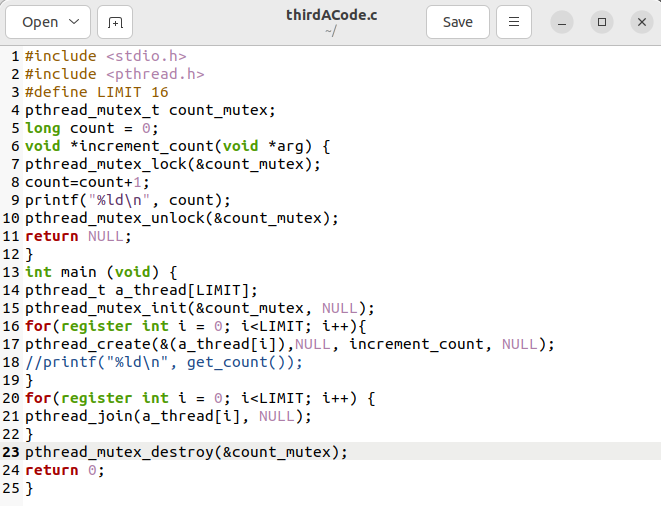 Open thirdACode.c Save
~/
1 #include <stdio.h>
2 #include <pthread.h>
3 #define LIMIT 16
4 pthread_mutex_t count_mutex;
5 long count = 0;
6 void *increment_count(void *arg) {
7 pthread_mutex_lock(&count_mutex);
8 count=count+1;
9 printf("%ld\n", count);
10 pthread_mutex_unlock(&count_mutex);
11 return NULL;
12 }
13 int main (void) {
14 pthread_t a_thread[LIMIT];
15 pthread_mutex_init(&count_mutex, NULL);
16 for(register int i = 0; i<LIMIT; i++){
17 pthread_create(&(a_thread[i]),NULL, increment_count, NULL);
18 //printf("%ld\n", get_count());
19 }
20 for(register int i = 0; i<LIMIT; i++) {
21 pthread_join(a_thread[i], NULL);
22 }
23 pthread_mutex_destroy(&count_mutex);
24 return 0;
25 }